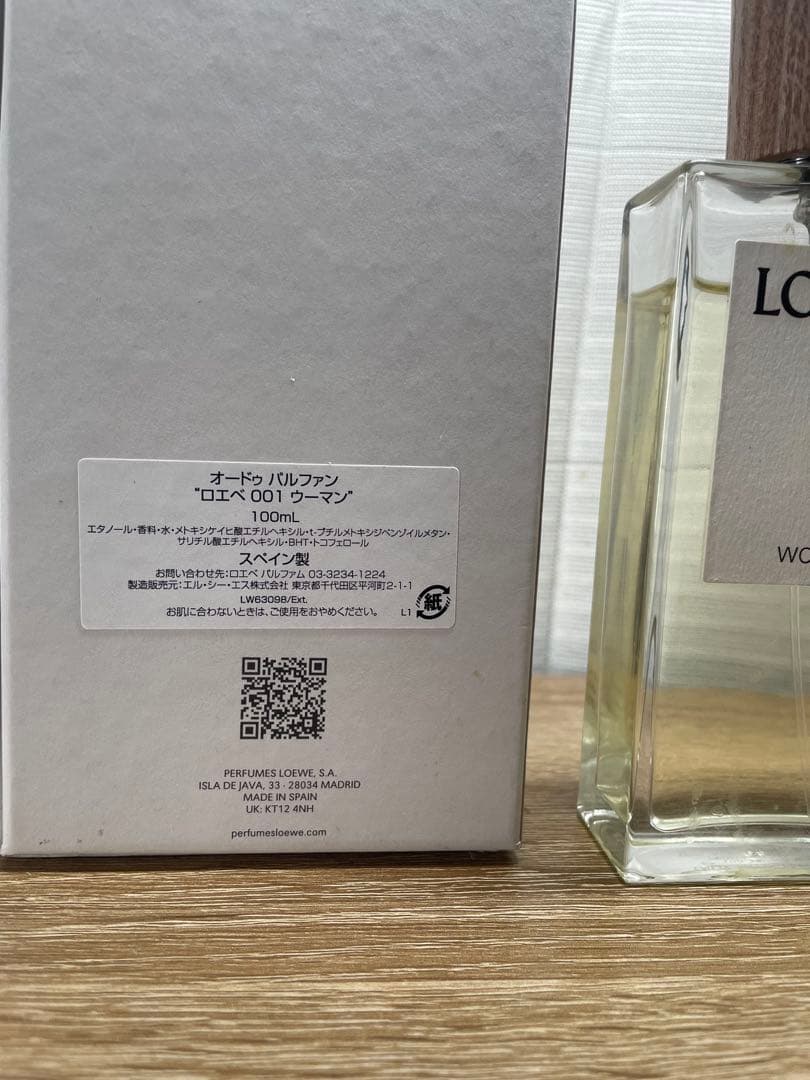 オードゥ パルファン
"ロエベ 001 ウーマン"
100mL
エタノール・香料・水・メトキシケイヒ酸エチルヘキシル・t-ブチルメトキシジベンゾイルメタン・
サリチル酸エチルヘキシル・BHT・トコフェロール
スペイン製
お問い合わせ先：ロエベ パルファム 03-3234-1224
製造販売元：エル・シー・エス株式会社 東京都千代田区平河町2-1-1
LW6309B/Ext.
お肌に合わないときは、ご使用をおやめください。
L1
紙
PERFUMES LOEWE, S.A.
ISLA DE JAVA, 33 - 28034 MADRID
MADE IN SPAIN
UK: KT12 4NH
perfumesloewe.com
LO
WO